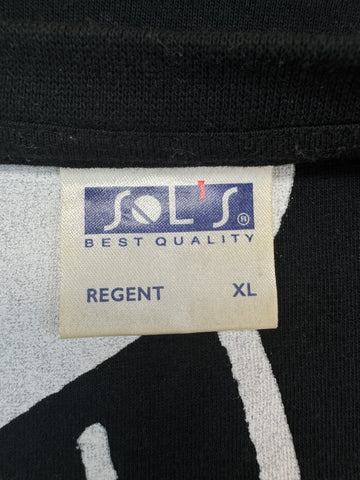 SOL'S ®
BEST QUALITY
REGENT XL